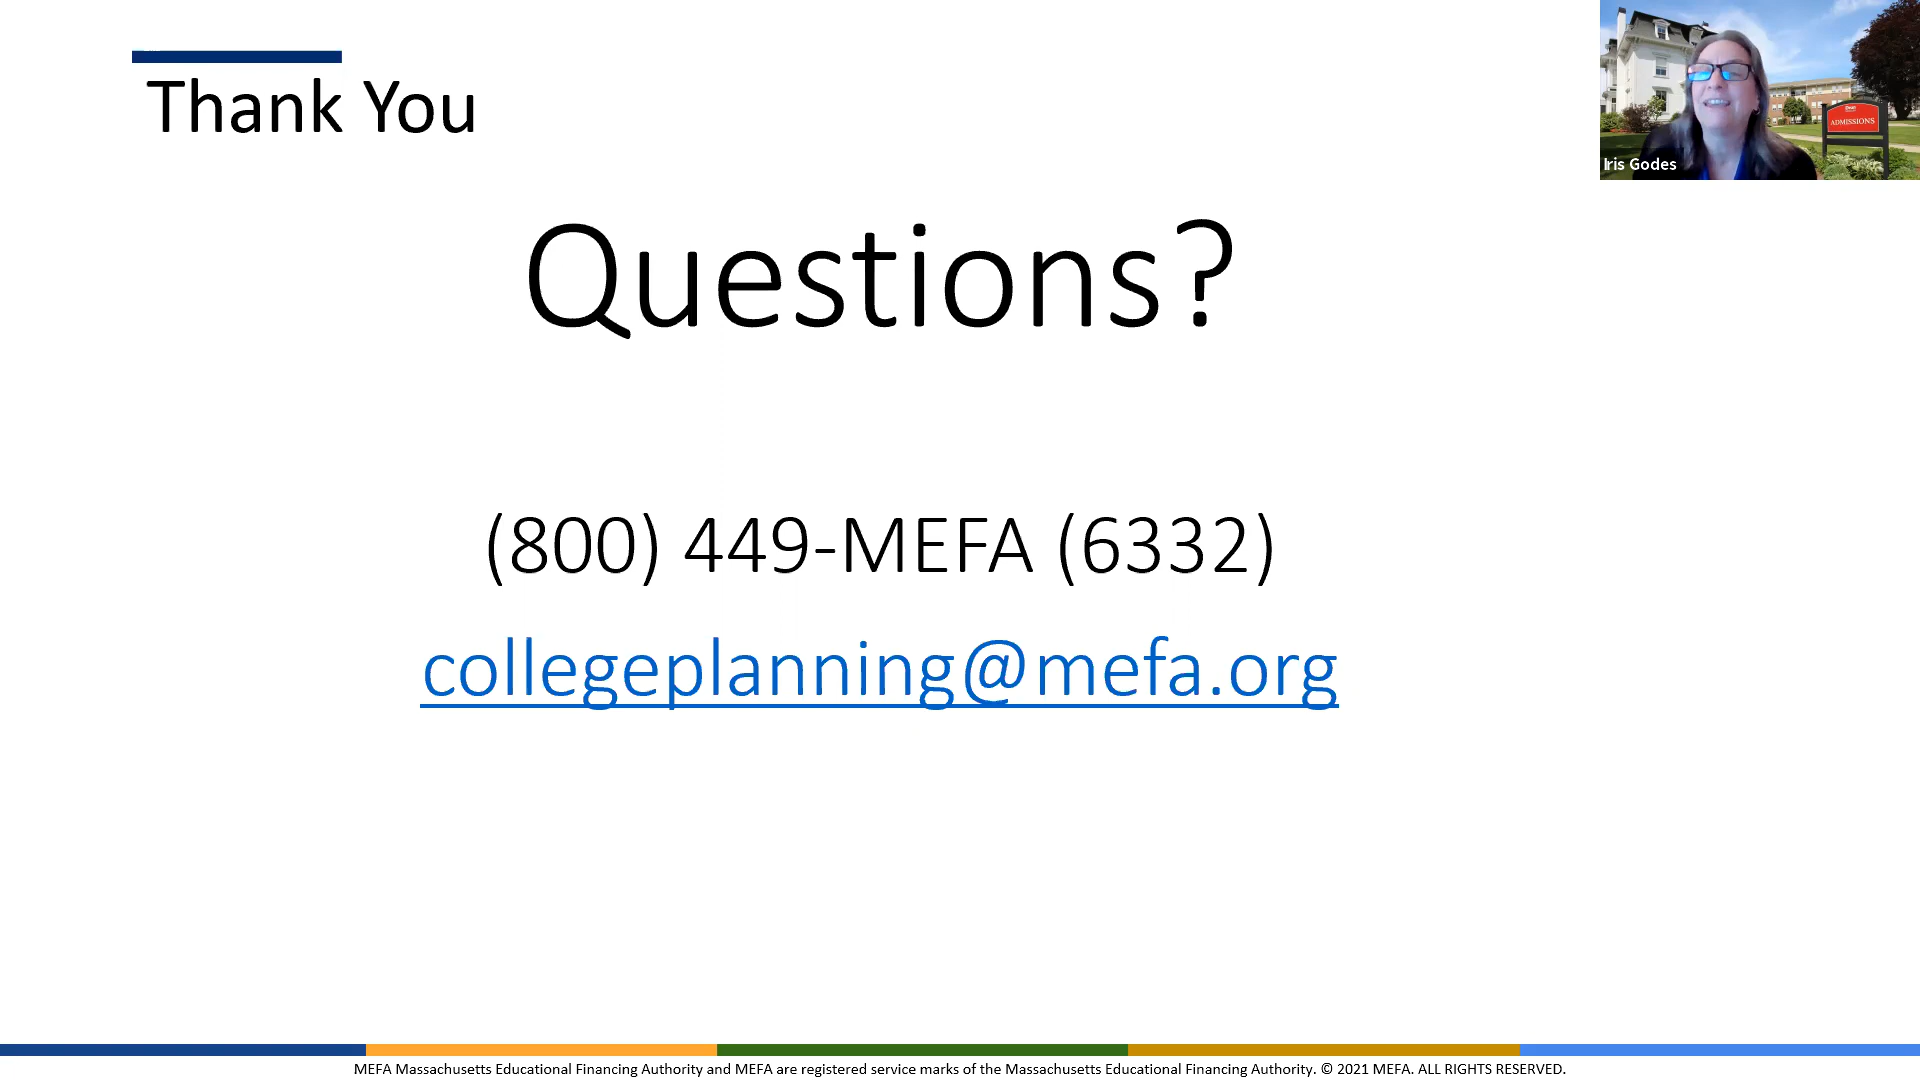 Thank You
ADMISSIONS
Iris Godes
Questions?
(800) 449-MEFA (6332)
collegeplanning@mefa.org
MEFA Massachusetts Educational Financing Authority and MEFA are registered service marks of the Massachusetts Educational Financing Authority. © 2021 MEFA. ALL RIGHTS RESERVED.